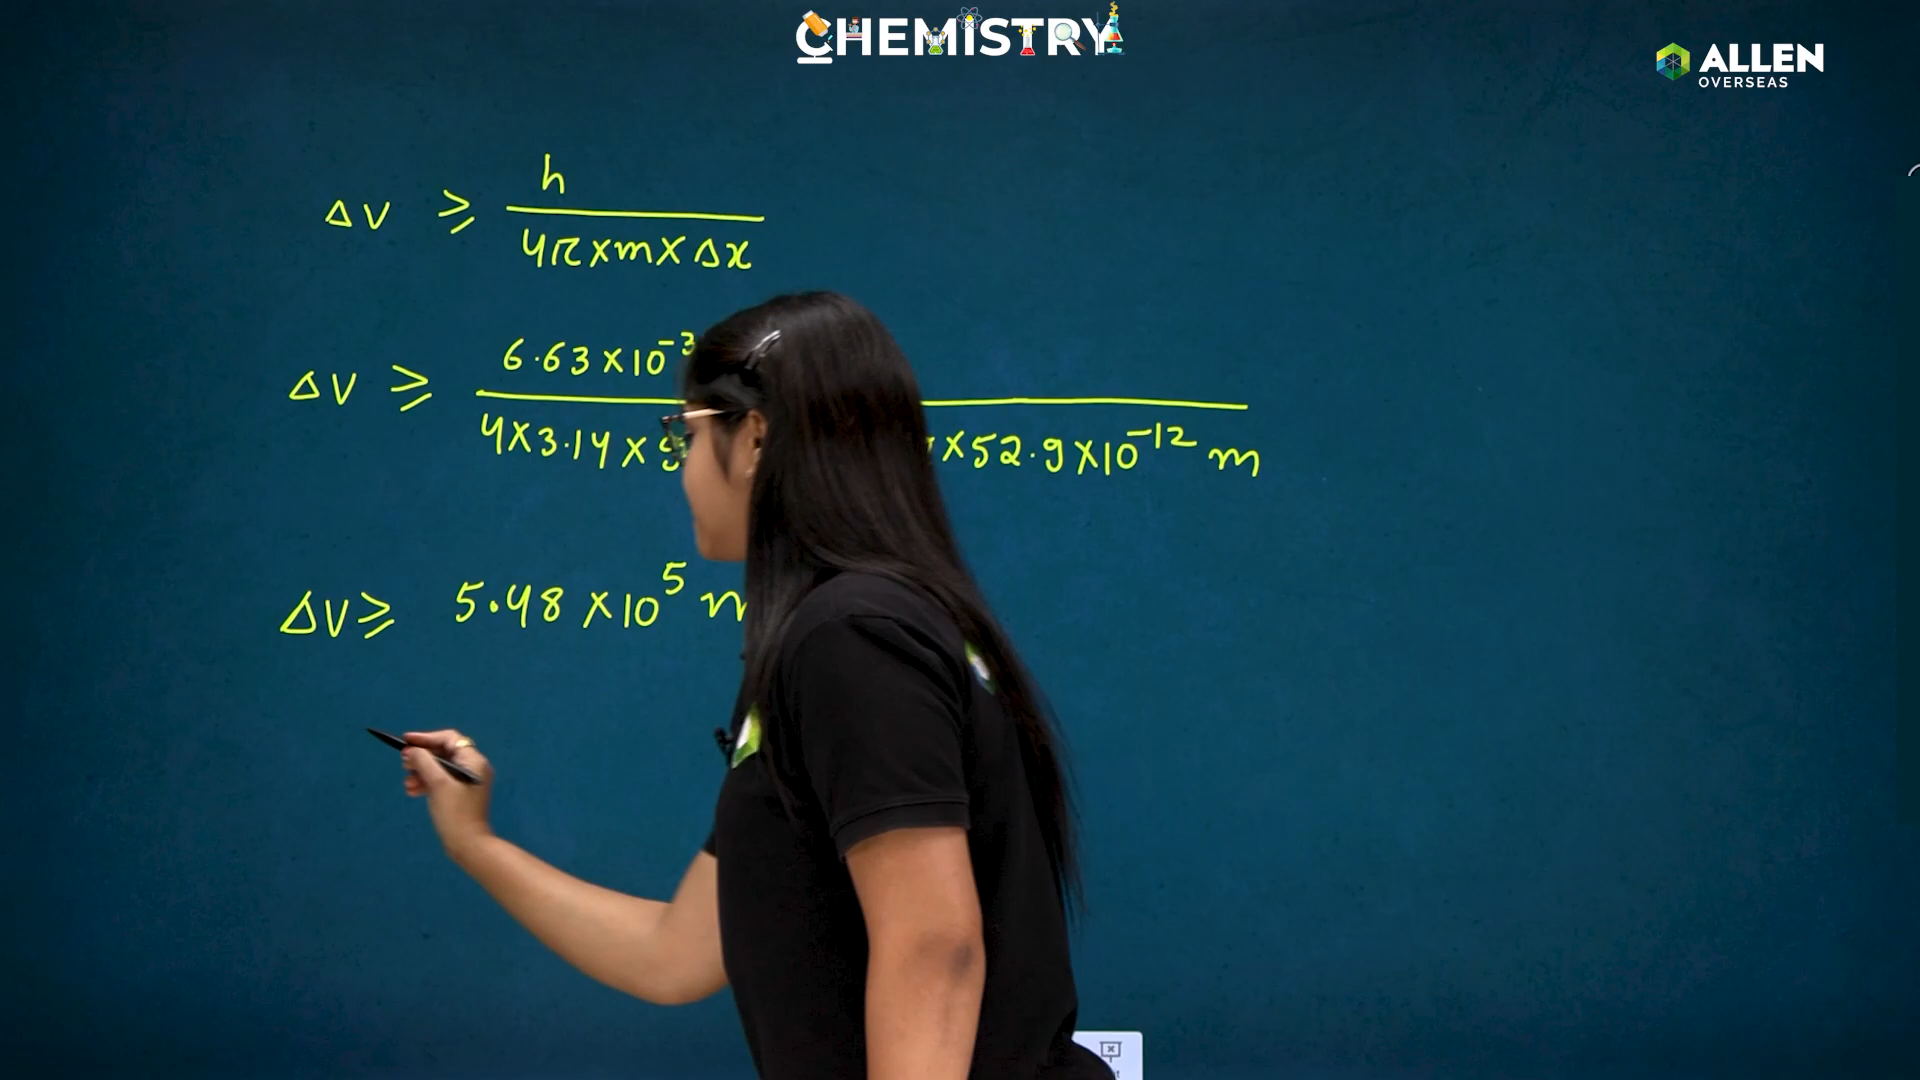 CHEMISTRY
ALLEN
OVERSEAS
h
ΔV ≥
4π×m×Δx
6.63×10⁻³
ΔV ≥
4×3.14× ×52.9×10⁻¹² m
ΔV≥ 5.48×10⁵